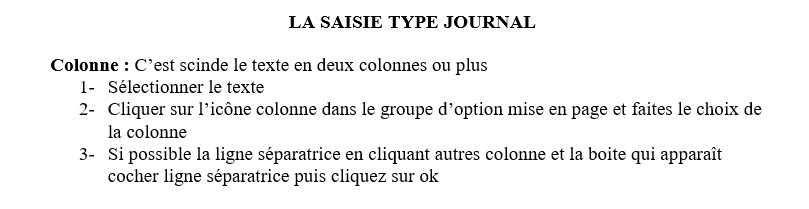 LA SAISIE TYPE JOURNAL
Colonne : C’est scinde le texte en deux colonnes ou plus
1- Sélectionner le texte
2- Cliquer sur l’icône colonne dans le groupe d’option mise en page et faites le choix de
la colonne
3- Si possible la ligne séparatrice en cliquant autres colonne et la boite qui apparaît
cocher ligne séparatrice puis cliquez sur ok